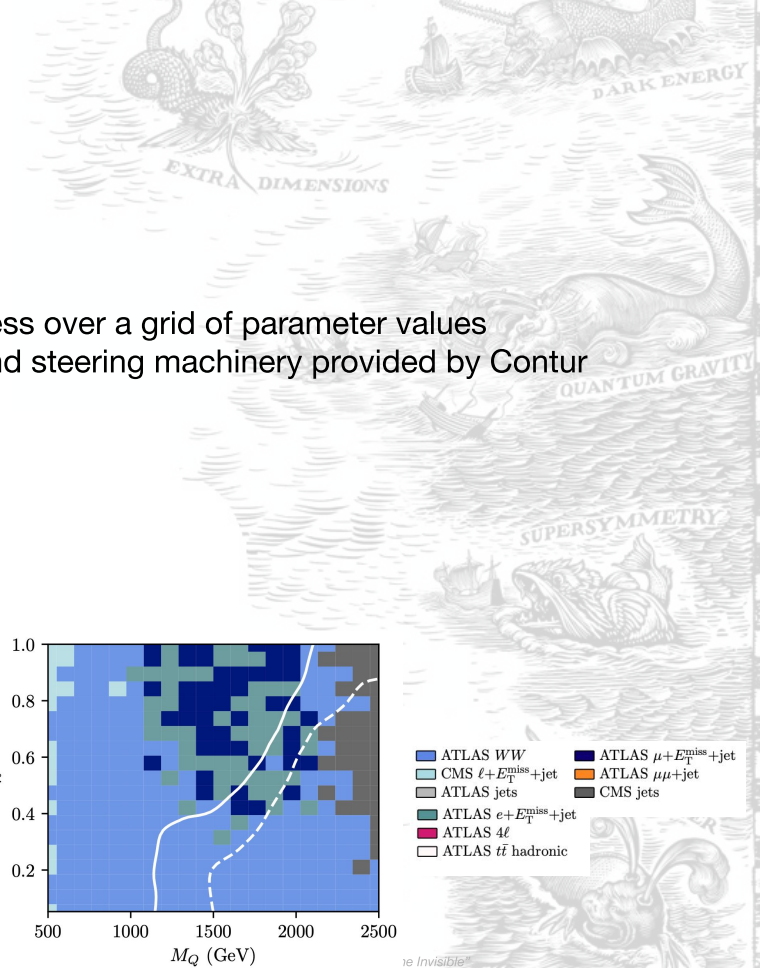 DARK ENERGY
EXTRA DIMENSIONS
ess over a grid of parameter values
nd steering machinery provided by Contur
QUANTUM GRAVITY
SUPERSYMMETRY
1.0
0.8
0.6
0.4
0.2
500 1000 1500 2000 2500
M_Q (GeV)
ATLAS WW
CMS ℓ+E_T^miss+jet
ATLAS jets
ATLAS e+E_T^miss+jet
ATLAS 4ℓ
ATLAS tt̄ hadronic
ATLAS μ+E_T^miss+jet
ATLAS μμ+jet
CMS jets
he Invisible"